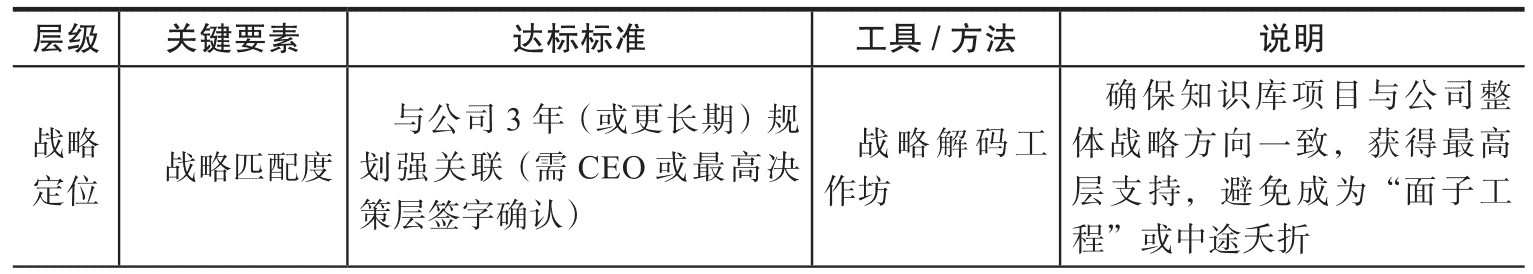 层级 关键要素 达标标准 工具/方法 说明
战略定位
战略匹配度
与公司3年（或更长期）规
划强关联（需CEO或最高决
策层签字确认）
战略解码工
作坊
确保知识库项目与公司整
体战略方向一致，获得最高
层支持，避免成为“面子工
程”或中途夭折